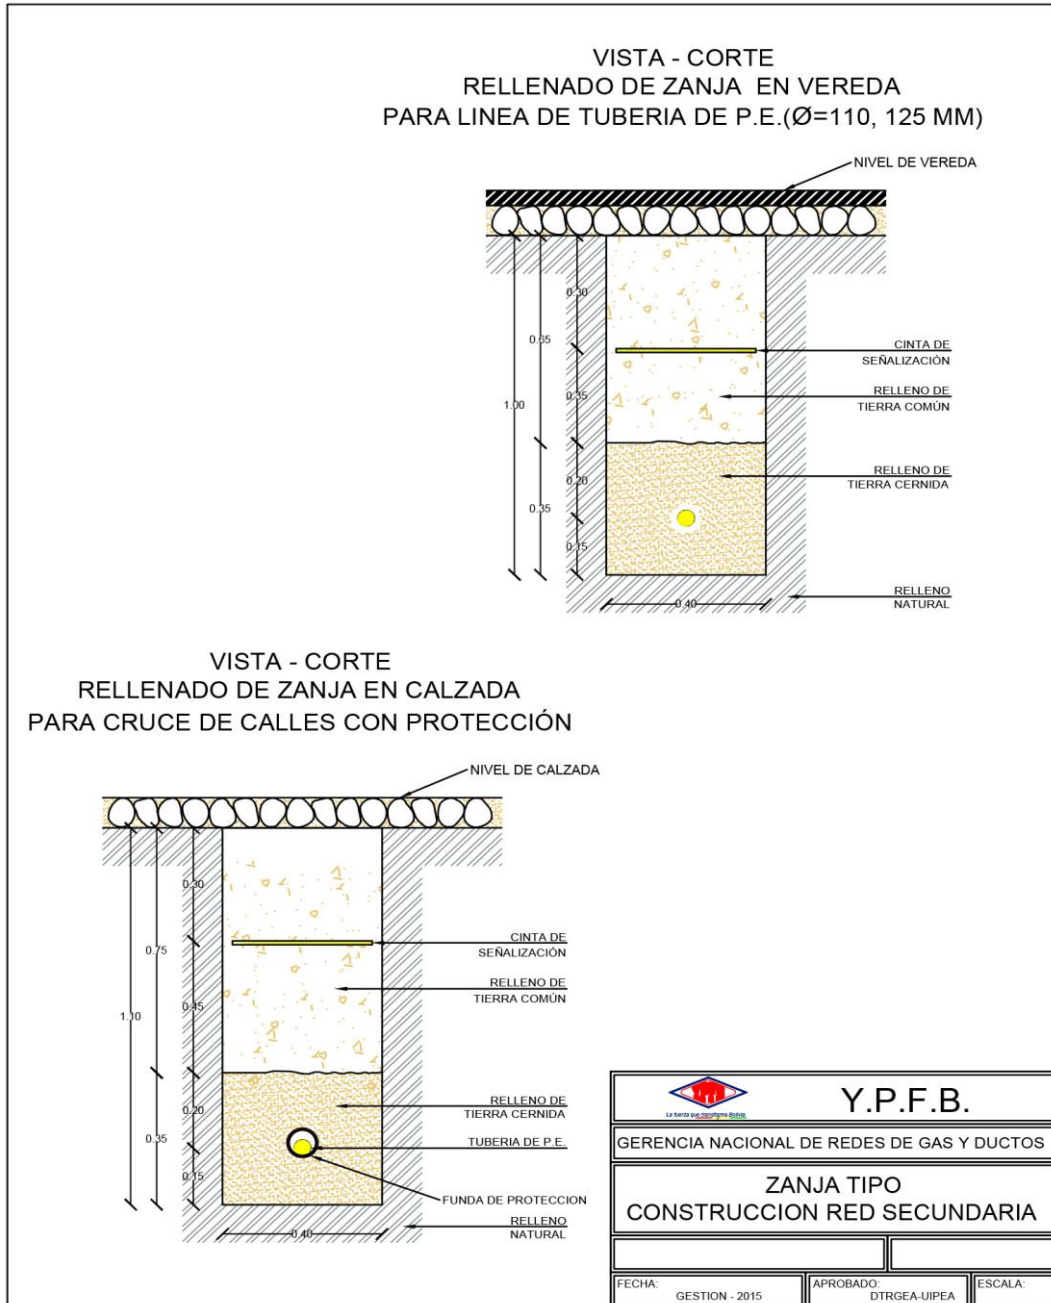 VISTA - CORTE
RELLENADO DE ZANJA EN VEREDA
PARA LINEA DE TUBERIA DE P.E.(Ø=110, 125 MM)
NIVEL DE VEREDA
0.30
0.65
CINTA DE
SEÑALIZACIÓN
0.35
RELLENO DE
TIERRA COMÚN
1.00
RELLENO DE
TIERRA CERNIDA
0.20
0.35
0.15
RELLENO
NATURAL
0.40
VISTA - CORTE
RELLENADO DE ZANJA EN CALZADA
PARA CRUCE DE CALLES CON PROTECCIÓN
NIVEL DE CALZADA
0.30
0.75
CINTA DE
SEÑALIZACIÓN
RELLENO DE
TIERRA COMÚN
0.45
1.10
RELLENO DE
TIERRA CERNIDA
0.20
0.35
TUBERIA DE P.E.
0.15
FUNDA DE PROTECCION
RELLENO
NATURAL
0.40
La fuerza que transforma Bolivia
Y.P.F.B.
GERENCIA NACIONAL DE REDES DE GAS Y DUCTOS
ZANJA TIPO
CONSTRUCCION RED SECUNDARIA
FECHA:
GESTION - 2015
APROBADO:
DTRGEA-UIPEA
ESCALA: